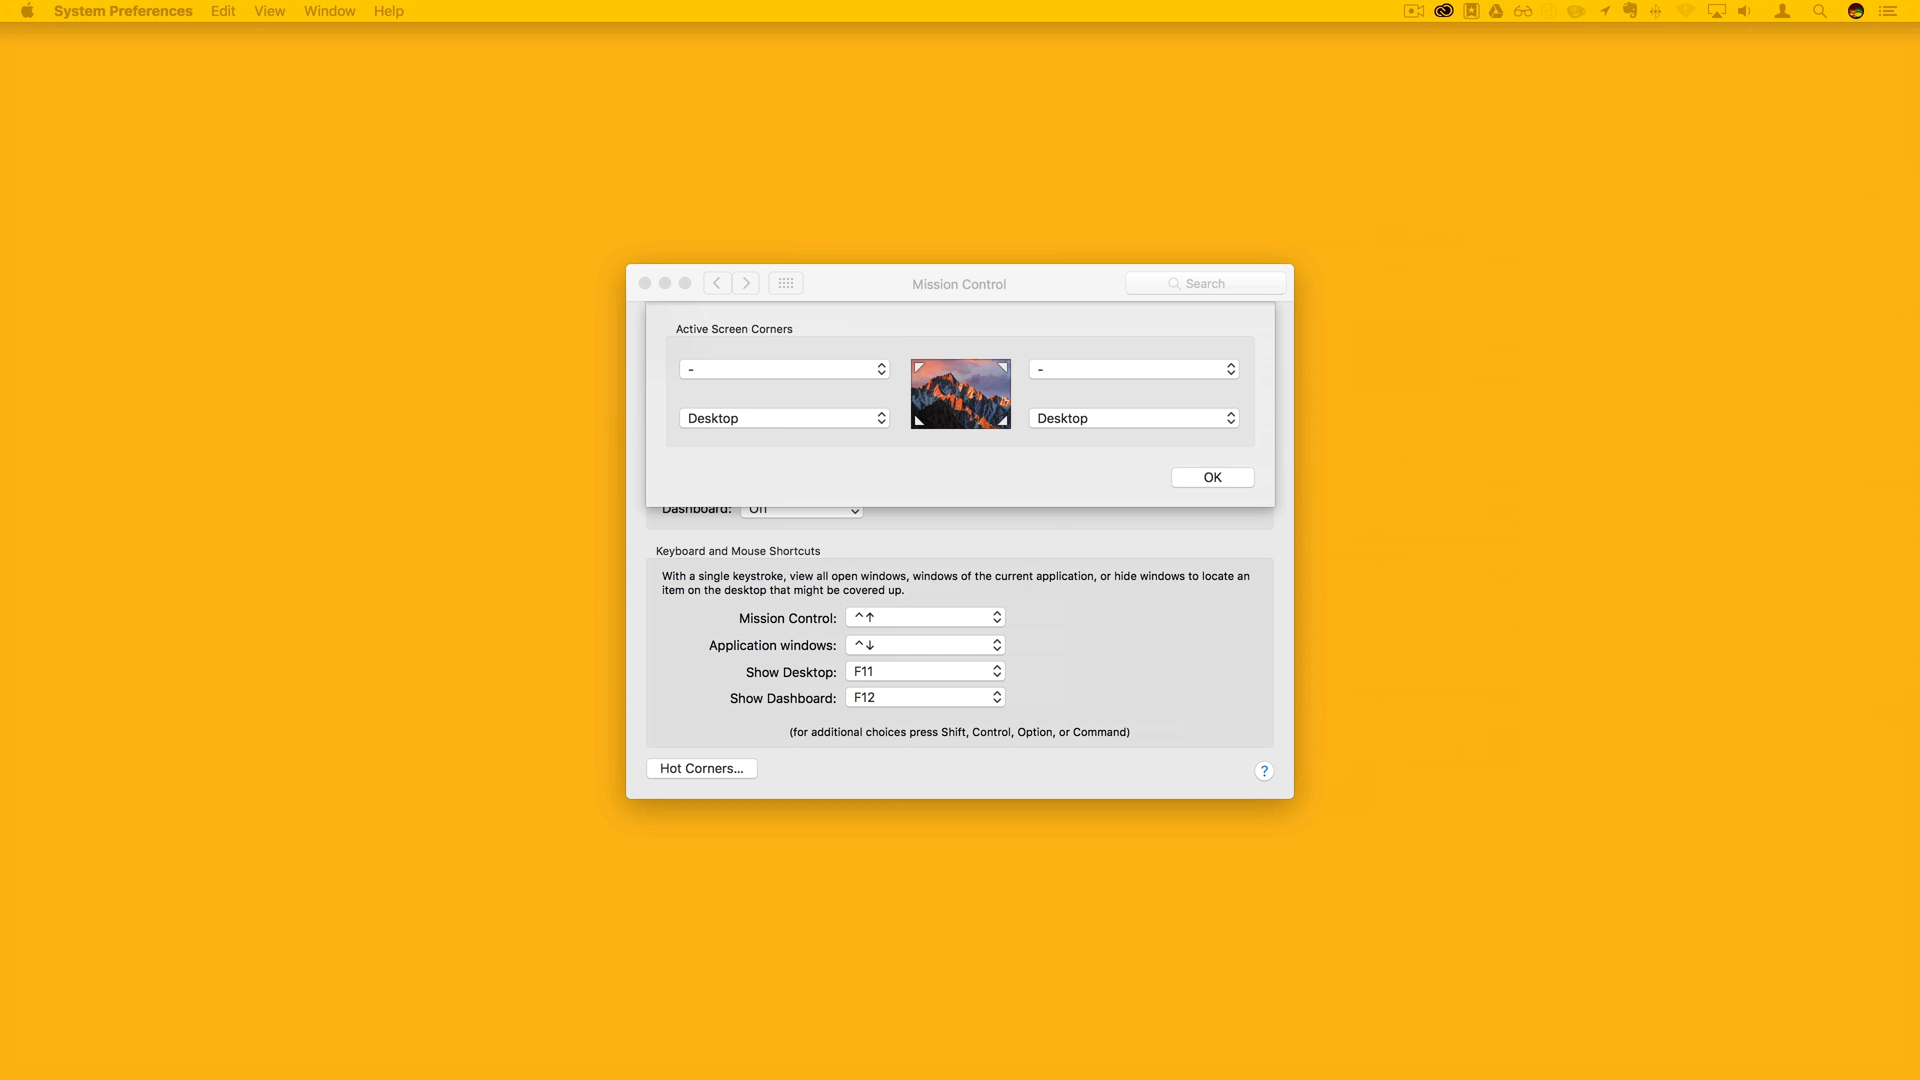 System Preferences Edit View Window Help
Mission Control
Search
Active Screen Corners
- -
Desktop Desktop
OK
Dashboard: Off
Keyboard and Mouse Shortcuts
With a single keystroke, view all open windows, windows of the current application, or hide windows to locate an
item on the desktop that might be covered up.
Mission Control: ^↑
Application windows: ^↓
Show Desktop: F11
Show Dashboard: F12
(for additional choices press Shift, Control, Option, or Command)
Hot Corners...
?